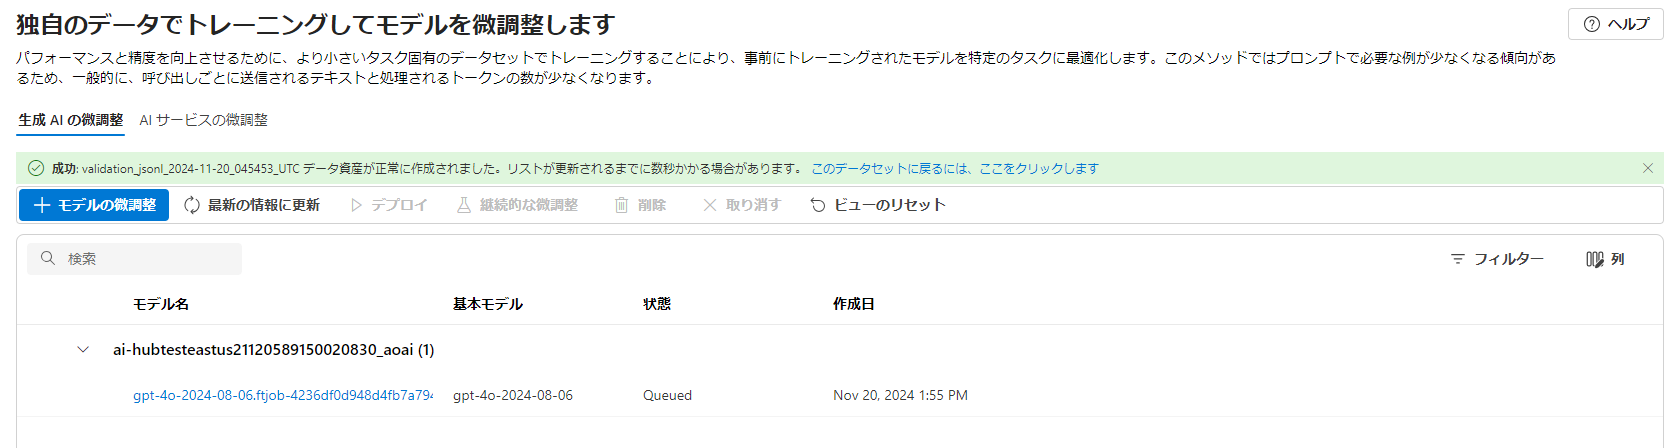 独自のデータでトレーニングしてモデルを微調整します
ヘルプ
パフォーマンスと精度を向上させるために、より小さいタスク固有のデータセットでトレーニングすることにより、事前にトレーニングされたモデルを特定のタスクに最適化します。このメソッドではプロンプトで必要な例が少なくなる傾向があ
るため、一般的に、呼び出しごとに送信されるテキストと処理されるトークンの数が少なくなります。
生成 AI の微調整 AI サービスの微調整
成功: validation_jsonl_2024-11-20_045453_UTC データ資産が正常に作成されました。リストが更新されるまでに数秒かかる場合があります。 このデータセットに戻るには、ここをクリックします
モデルの微調整 最新の情報に更新 デプロイ 継続的な微調整 削除 取り消す ビューのリセット
検索 フィルター 列
モデル名 基本モデル 状態 作成日
ai-hubtesteastus21120589150020830_aoai (1)
gpt-4o-2024-08-06.ftjob-4236df0d948d4fb7a794 gpt-4o-2024-08-06 Queued Nov 20, 2024 1:55 PM